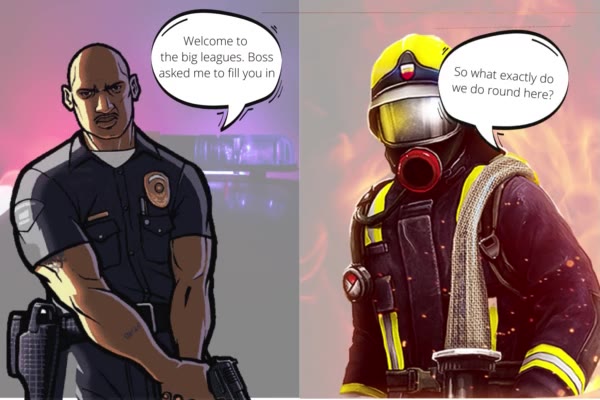 Welcome to
the big leagues. Boss
asked me to fill you in
So what exactly do
we do round here?